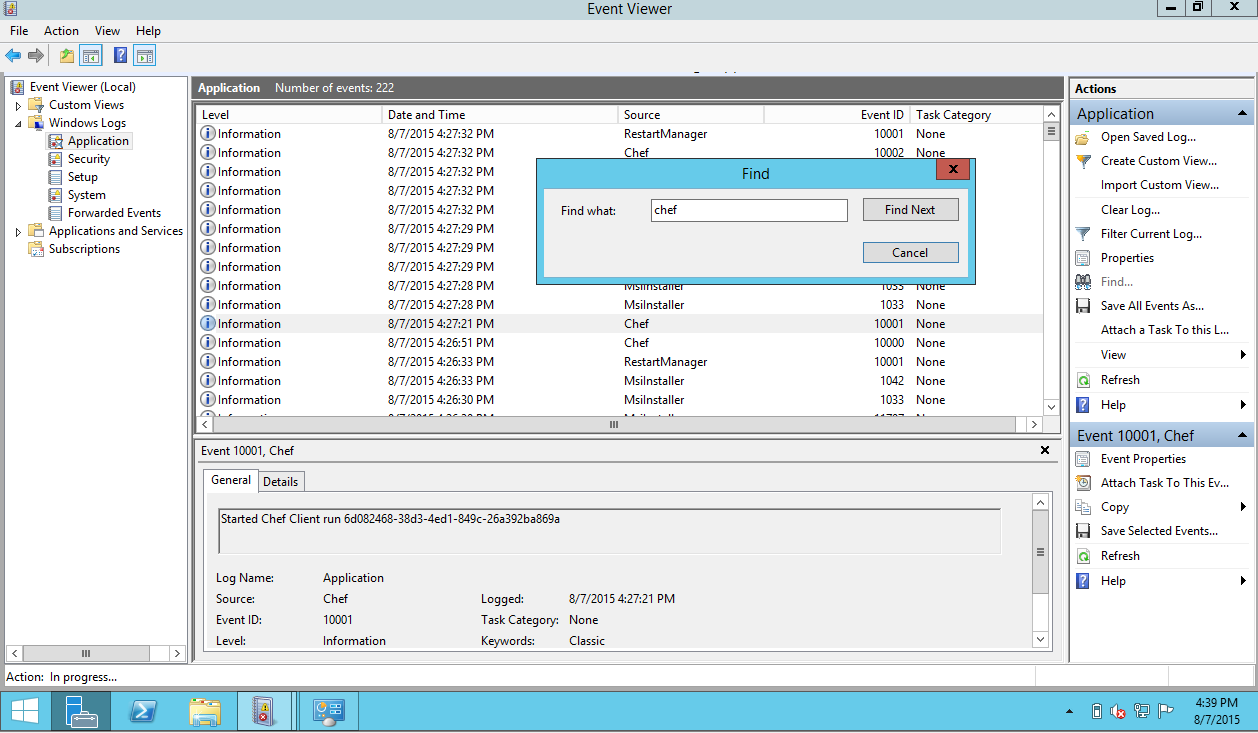 Event Viewer
File Action View Help
Event Viewer (Local)
Custom Views
Windows Logs
Application
Security
Setup
System
Forwarded Events
Applications and Services
Subscriptions
Application Number of events: 222
Level Date and Time Source Event ID Task Category
Information 8/7/2015 4:27:32 PM RestartManager 10001 None
Information 8/7/2015 4:27:32 PM Chef 10002 None
Information 8/7/2015 4:27:32 PM
Information 8/7/2015 4:27:32 PM
Information 8/7/2015 4:27:32 PM
Information 8/7/2015 4:27:29 PM
Information 8/7/2015 4:27:29 PM
Information 8/7/2015 4:27:29 PM
Information 8/7/2015 4:27:28 PM MsiInstaller 1033 None
Information 8/7/2015 4:27:28 PM MsiInstaller 1033 None
Information 8/7/2015 4:27:21 PM Chef 10001 None
Information 8/7/2015 4:26:51 PM Chef 10000 None
Information 8/7/2015 4:26:33 PM RestartManager 10001 None
Information 8/7/2015 4:26:33 PM MsiInstaller 1042 None
Information 8/7/2015 4:26:30 PM MsiInstaller 1033 None
Find
Find what: chef Find Next
Cancel
Event 10001, Chef
General Details
Started Chef Client run 6d082468-38d3-4ed1-849c-26a392ba869a
Log Name: Application
Source: Chef Logged: 8/7/2015 4:27:21 PM
Event ID: 10001 Task Category: None
Level: Information Keywords: Classic
Actions
Application
Open Saved Log...
Create Custom View...
Import Custom View...
Clear Log...
Filter Current Log...
Properties
Find...
Save All Events As...
Attach a Task To this L...
View
Refresh
Help
Event 10001, Chef
Event Properties
Attach Task To This Ev...
Copy
Save Selected Events...
Refresh
Help
Action: In progress...
4:39 PM
8/7/2015